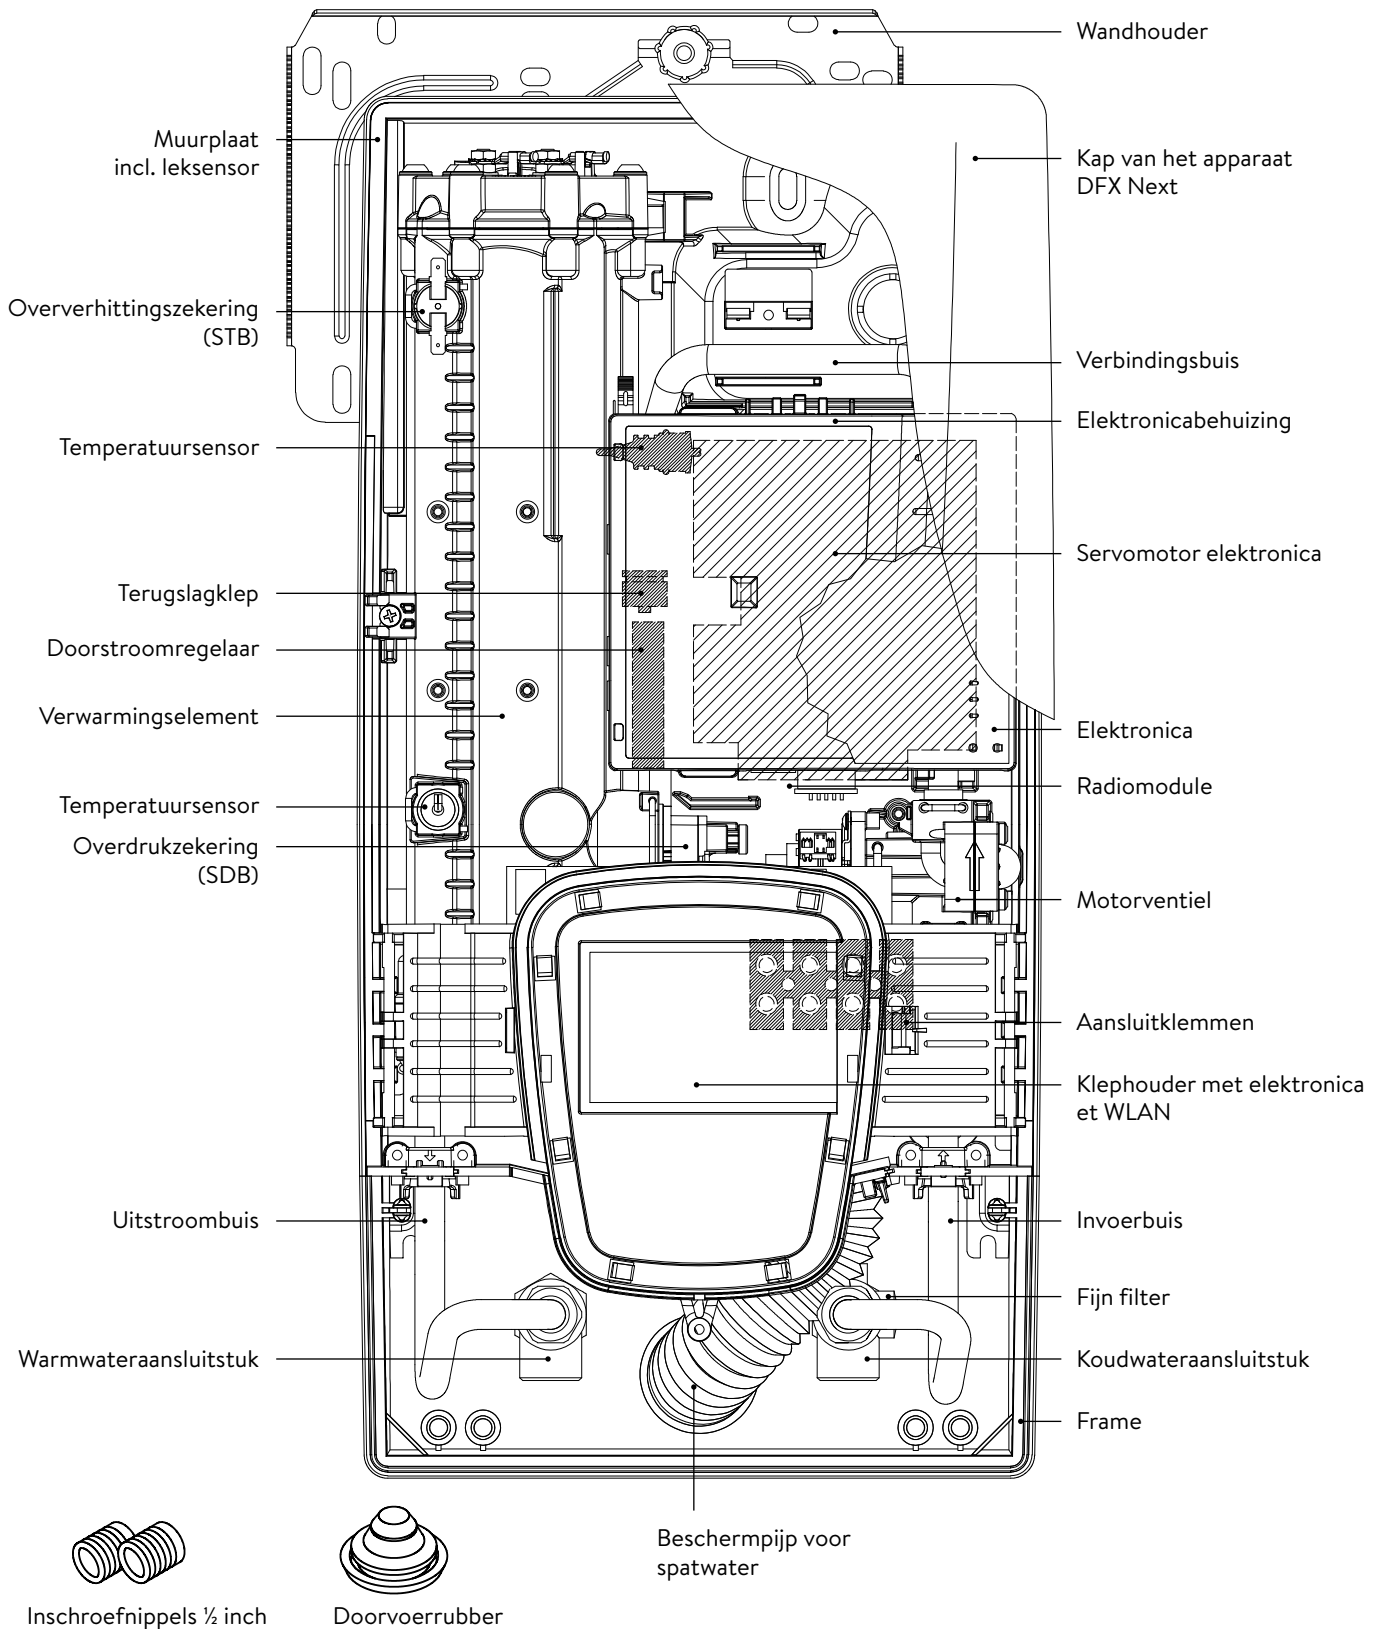 Wandhouder
Muurplaat
incl. leksensor
Kap van het apparaat
DFX Next
Oververhittingszekering
(STB)
Verbindingsbuis
Elektronicabehuizing
Temperatuursensor
Servomotor elektronica
Terugslagklep
Doorstroomregelaar
Verwarmingselement
Elektronica
Radiomodule
Temperatuursensor
Overdrukzekering
(SDB)
Motorventiel
Aansluitklemmen
Klephouder met elektronica
et WLAN
Uitstroombuis
Invoerbuis
Fijn filter
Warmwateraansluitstuk
Koudwateraansluitstuk
Frame
Beschermpijp voor
spatwater
Inschroefnippels ½ inch
Doorvoerrubber